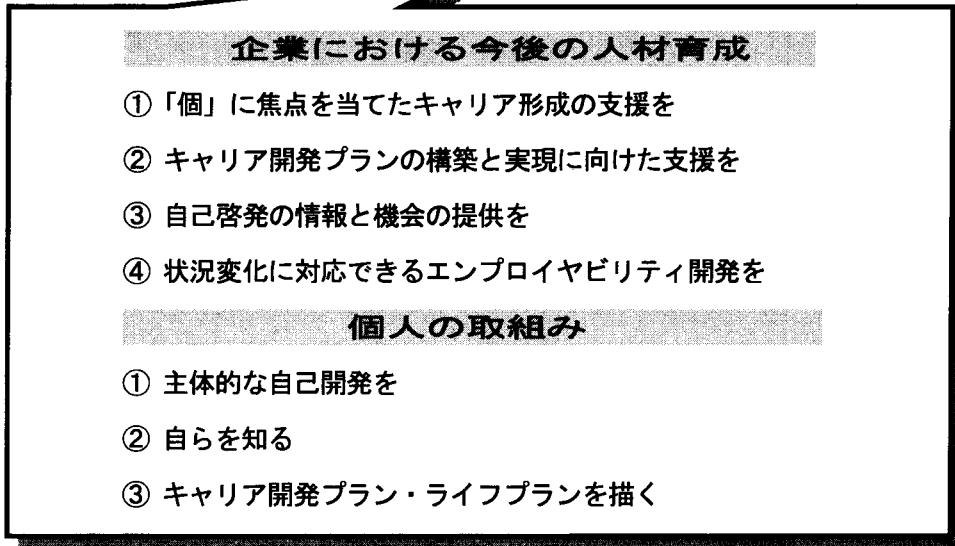 企業における今後の人材育成
①「個」に焦点を当てたキャリア形成の支援を
② キャリア開発プランの構築と実現に向けた支援を
③ 自己啓発の情報と機会の提供を
④ 状況変化に対応できるエンプロイヤビリティ開発を
個人の取組み
① 主体的な自己開発を
② 自らを知る
③ キャリア開発プラン・ライフプランを描く